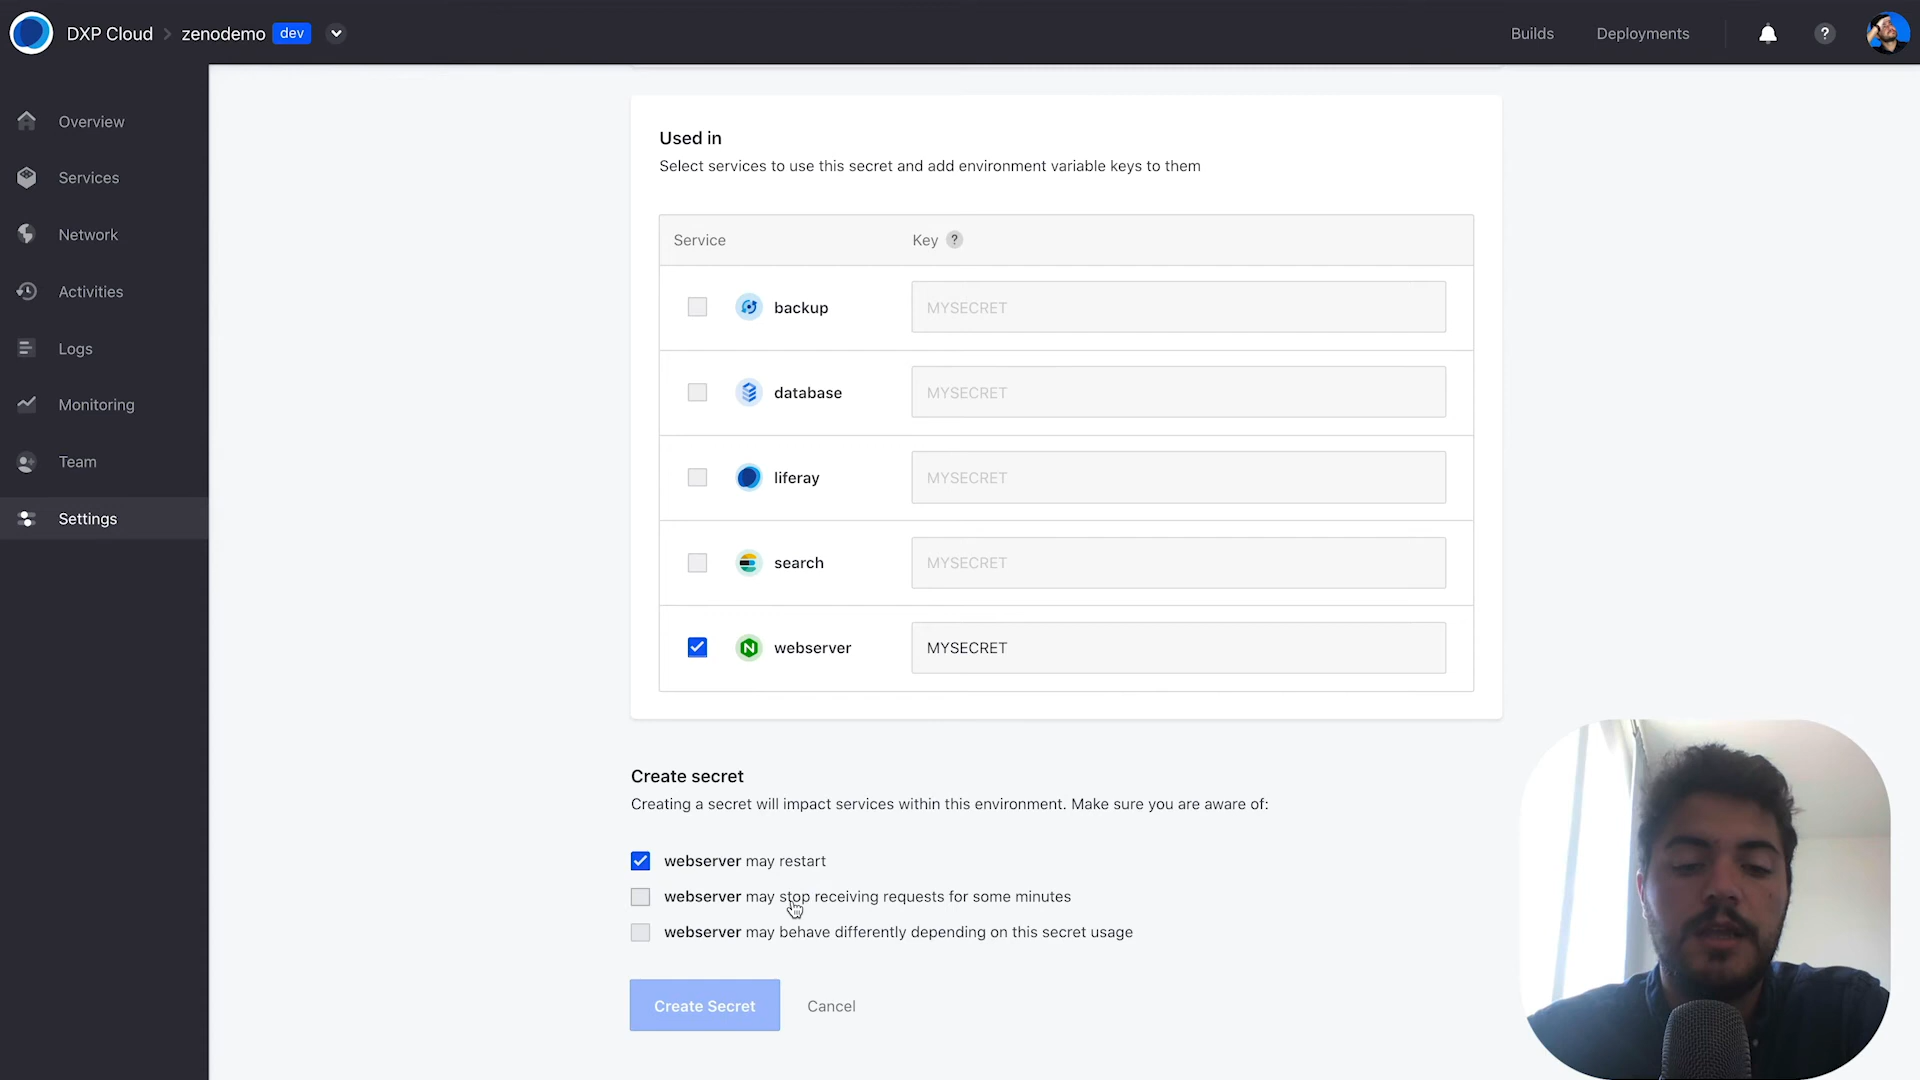 DXP Cloud > zenodemo dev
Builds
Deployments
?
Overview
Services
Network
Activities
Logs
Monitoring
Team
Settings
Used in
Select services to use this secret and add environment variable keys to them
Service Key ?
backup MYSECRET
database MYSECRET
liferay MYSECRET
search MYSECRET
N webserver MYSECRET
Create secret
Creating a secret will impact services within this environment. Make sure you are aware of:
webserver may restart
webserver may stop receiving requests for some minutes
webserver may behave differently depending on this secret usage
Create Secret Cancel